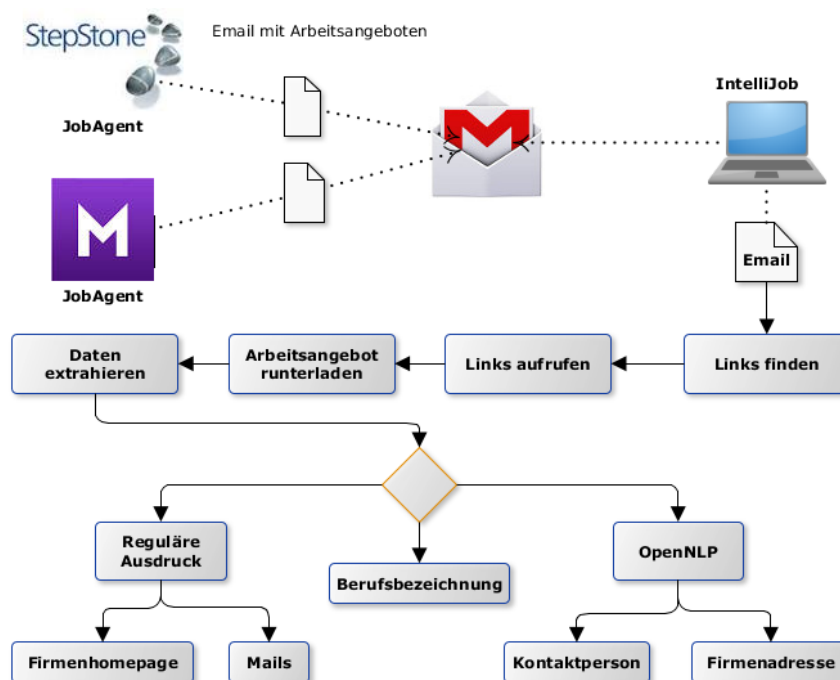 StepStone
Email mit Arbeitsangeboten
IntelliJob
JobAgent
M
JobAgent
Email
Daten
extrahieren
Arbeitsangebot
runterladen
Links aufrufen
Links finden
Reguläre
Ausdruck
OpenNLP
Berufsbezeichnung
Firmenhomepage
Mails
Kontaktperson
Firmenadresse